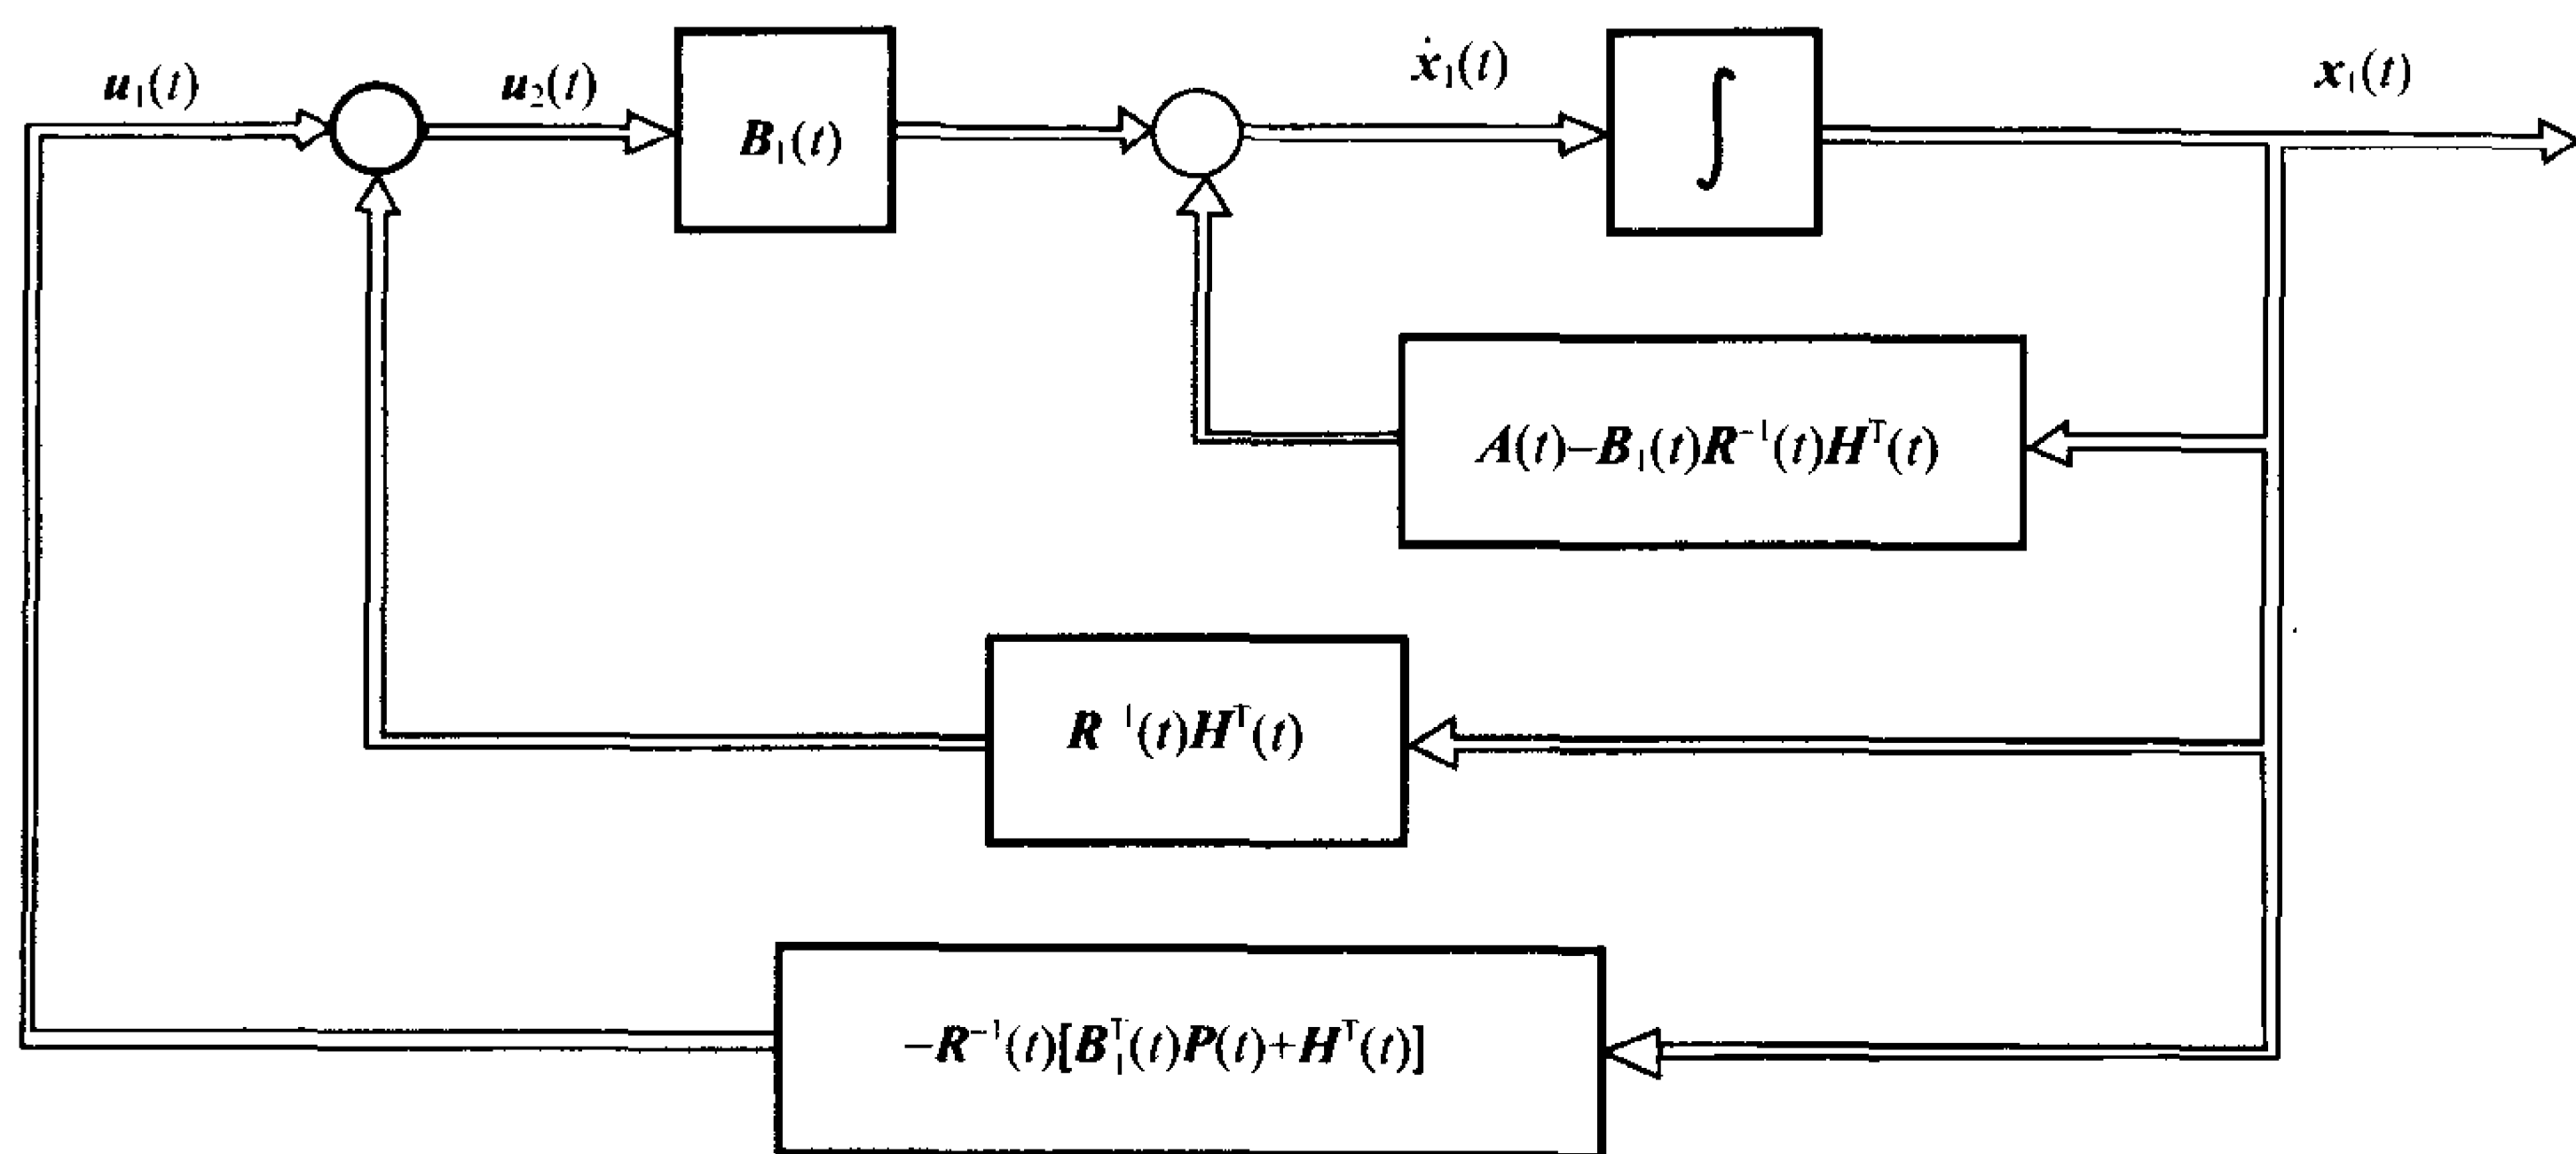 u₁(t)
u₂(t)
B₁(t)
ẋ₁(t)
∫
x₁(t)
A(t)–B₁(t)R⁻¹(t)Hᵀ(t)
R⁻¹(t)Hᵀ(t)
–R⁻¹(t)[B₁ᵀ(t)P(t)+Hᵀ(t)]